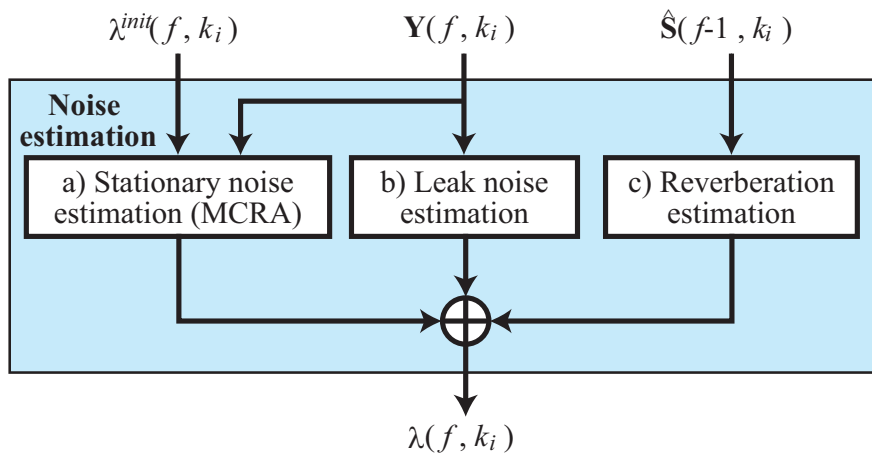 λ^init(f, k_i) Y(f, k_i) Ŝ(f-1, k_i)
Noise
estimation
a) Stationary noise
estimation (MCRA)
b) Leak noise
estimation
c) Reverberation
estimation
λ(f, k_i)